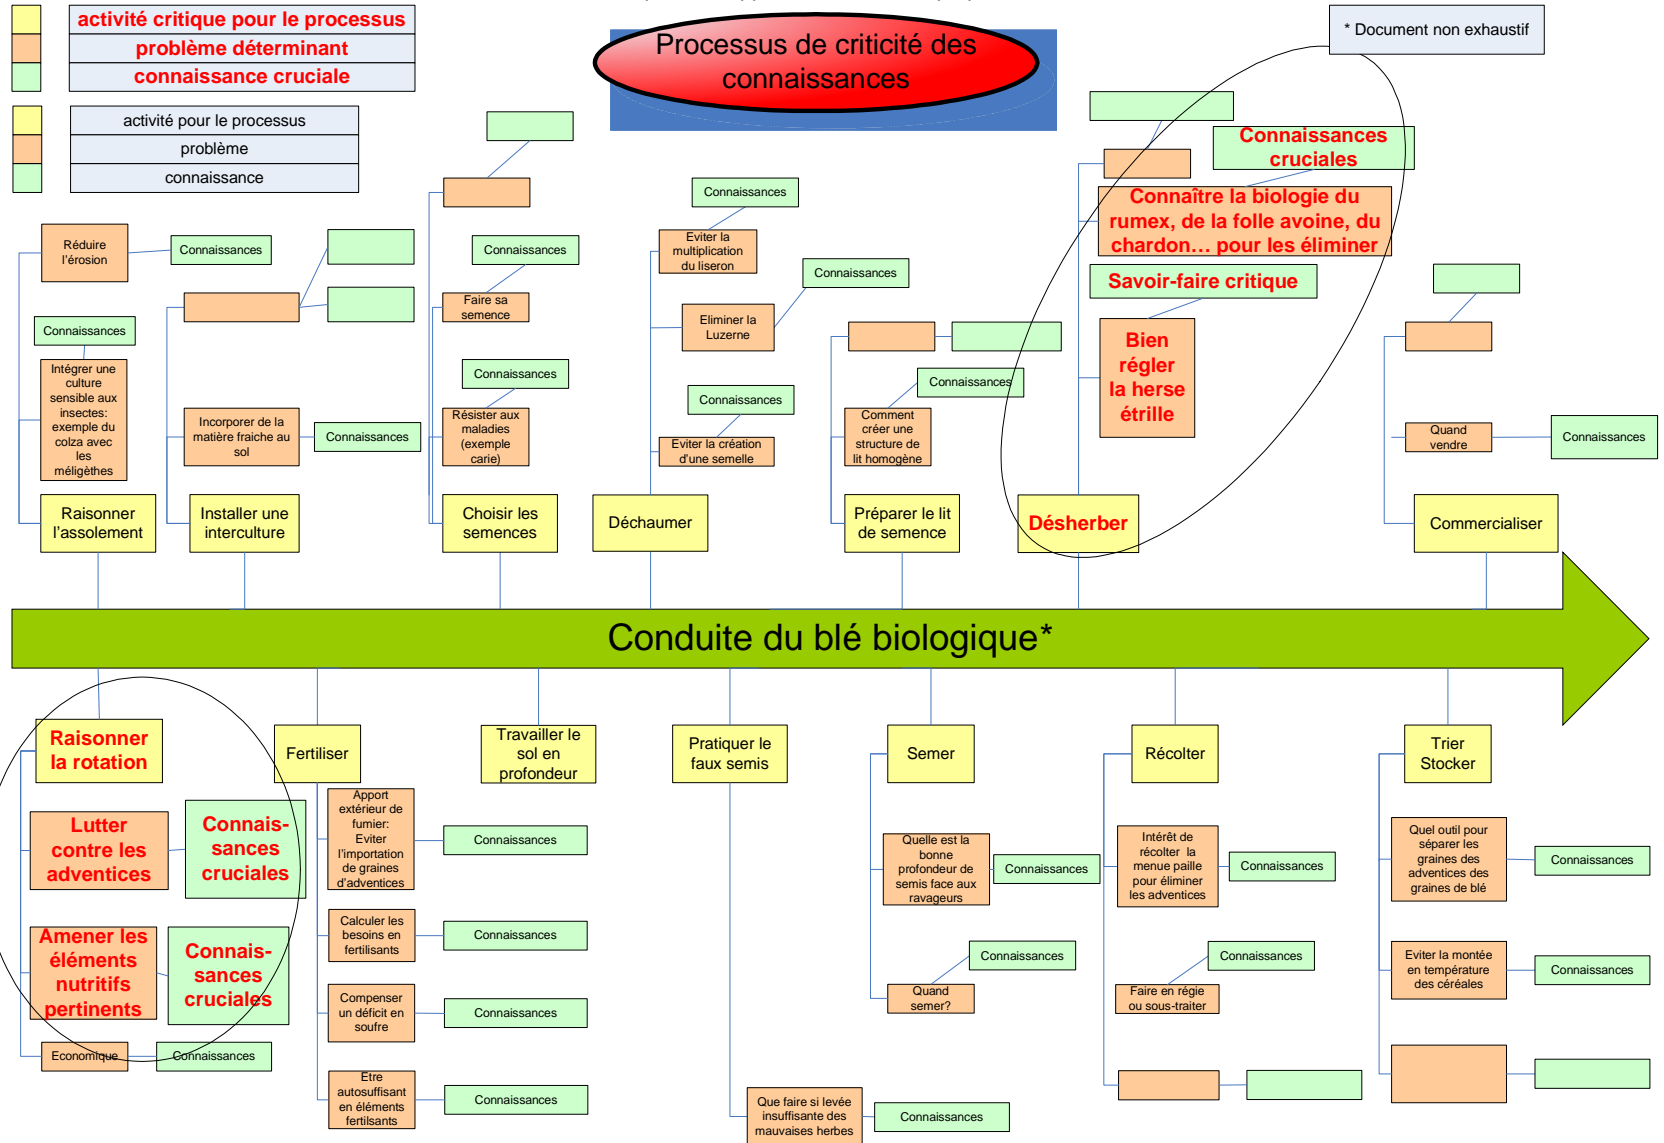 activité critique pour le processus
problème déterminant
connaissance cruciale
activité pour le processus
problème
connaissance
Processus de criticité des
connaissances
* Document non exhaustif
Réduire
l'érosion
Connaissances
Connaissances
Intégrer une
culture
sensible aux
insectes:
exemple du
colza avec
les
méligèthes
Raisonner
l'assolement
Incorporer de la
matière fraiche au
sol
Connaissances
Installer une
interculture
Connaissances
Faire sa
semence
Connaissances
Résister aux
maladies
(exemple
carie)
Choisir les
semences
Connaissances
Eviter la
multiplication
du liseron
Connaissances
Eliminer la
Luzerne
Connaissances
Eviter la création
d'une semelle
Déchaumer
Connaissances
Comment
créer une
structure de
lit homogène
Préparer le lit
de semence
Connaissances
cruciales
Connaître la biologie du
rumex, de la folle avoine, du
chardon… pour les éliminer
Savoir-faire critique
Bien
régler
la herse
étrille
Désherber
Quand
vendre
Connaissances
Commercialiser
Conduite du blé biologique*
Raisonner
la rotation
Lutter
contre les
adventices
Connais-
sances
cruciales
Amener les
éléments
nutritifs
pertinents
Connais-
sances
cruciales
Economique
Connaissances
Fertiliser
Apport
extérieur de
fumier:
Eviter
l'importation
de graines
d'adventices
Connaissances
Calculer les
besoins en
fertilisants
Connaissances
Compenser
un déficit en
soufre
Connaissances
Etre
autosuffisant
en éléments
fertilsants
Connaissances
Travailler le
sol en
profondeur
Pratiquer le
faux semis
Que faire si levée
insuffisante des
mauvaises herbes
Connaissances
Semer
Quelle est la
bonne
profondeur de
semis face aux
ravageurs
Connaissances
Connaissances
Quand
semer?
Récolter
Intérêt de
récolter la
menue paille
pour éliminer
les adventices
Connaissances
Connaissances
Faire en régie
ou sous-traiter
Trier
Stocker
Quel outil pour
séparer les
graines des
adventices des
graines de blé
Connaissances
Eviter la montée
en température
des céréales
Connaissances